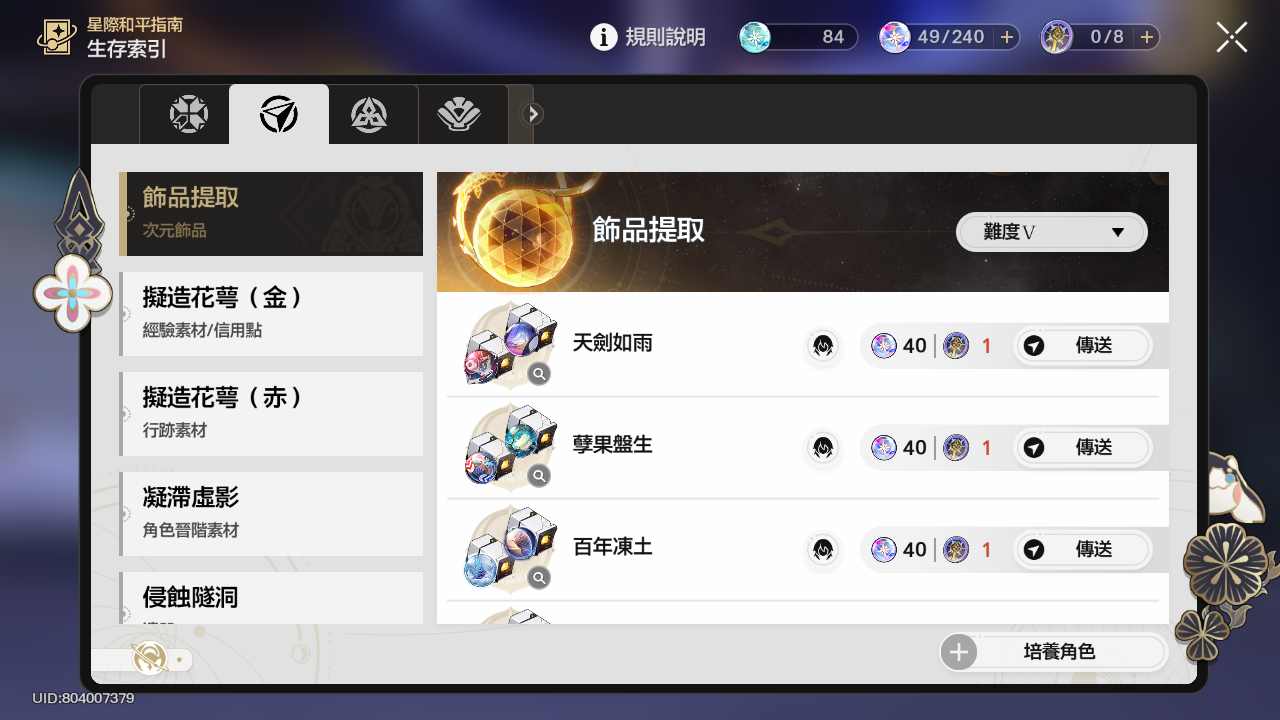 星際和平指南
生存索引
規則說明
84
49/240
0/8
飾品提取
次元飾品
擬造花萼（金）
經驗素材/信用點
擬造花萼（赤）
行跡素材
凝滯虛影
角色晉階素材
侵蝕隧洞
飾品提取
難度Ⅴ
天劍如雨
40
1
傳送
孽果盤生
40
1
傳送
百年凍土
40
1
傳送
培養角色
UID:804007379